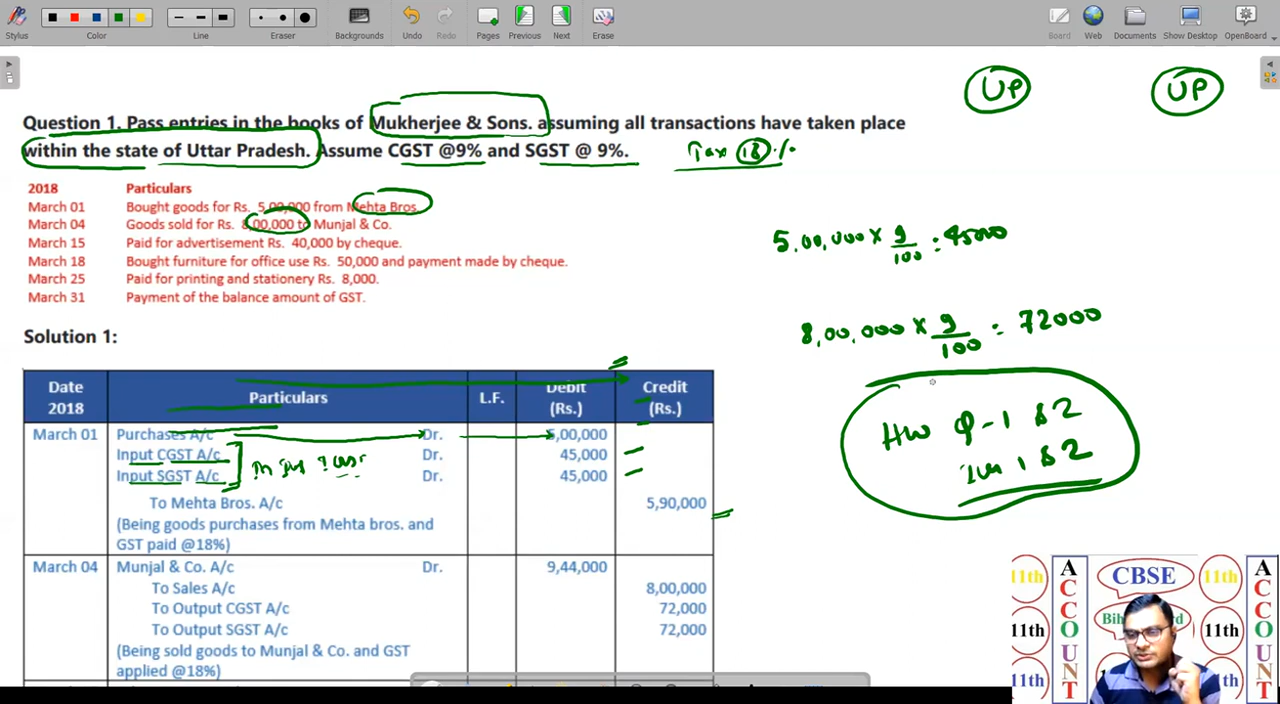 Stylus
Color
Line
Eraser
Backgrounds
Undo
Redo
Pages
Previous
Next
Erase
Board
Web
Documents
Show Desktop
OpenBoard
UP
UP
Question 1. Pass entries in the books of Mukherjee & Sons. assuming all transactions have taken place
within the state of Uttar Pradesh. Assume CGST @9% and SGST @ 9%.
Tax 18 %
2018 Particulars
March 01 Bought goods for Rs. 5,00,000 from Mehta Bros.
March 04 Goods sold for Rs. 8,00,000 to Munjal & Co.
March 15 Paid for advertisement Rs. 40,000 by cheque.
March 18 Bought furniture for office use Rs. 50,000 and payment made by cheque.
March 25 Paid for printing and stationery Rs. 8,000.
March 31 Payment of the balance amount of GST.
5,00,000 × 9/100 = 45000
8,00,000 × 9/100 = 72000
HW Q-1 & 2
1 & 2
Solution 1:
Date 2018 Particulars L.F. Debit (Rs.) Credit (Rs.)
March 01 Purchases A/c Dr. 5,00,000
Input CGST A/c Dr. 45,000
Input SGST A/c Dr. 45,000
To Mehta Bros. A/c 5,90,000
(Being goods purchases from Mehta bros. and
GST paid @18%)
March 04 Munjal & Co. A/c Dr. 9,44,000
To Sales A/c 8,00,000
To Output CGST A/c 72,000
To Output SGST A/c 72,000
(Being sold goods to Munjal & Co. and GST
applied @18%)
11th
11th
11th
ACCOUNT
CBSE
11th
11th
11th
ACCOUNT